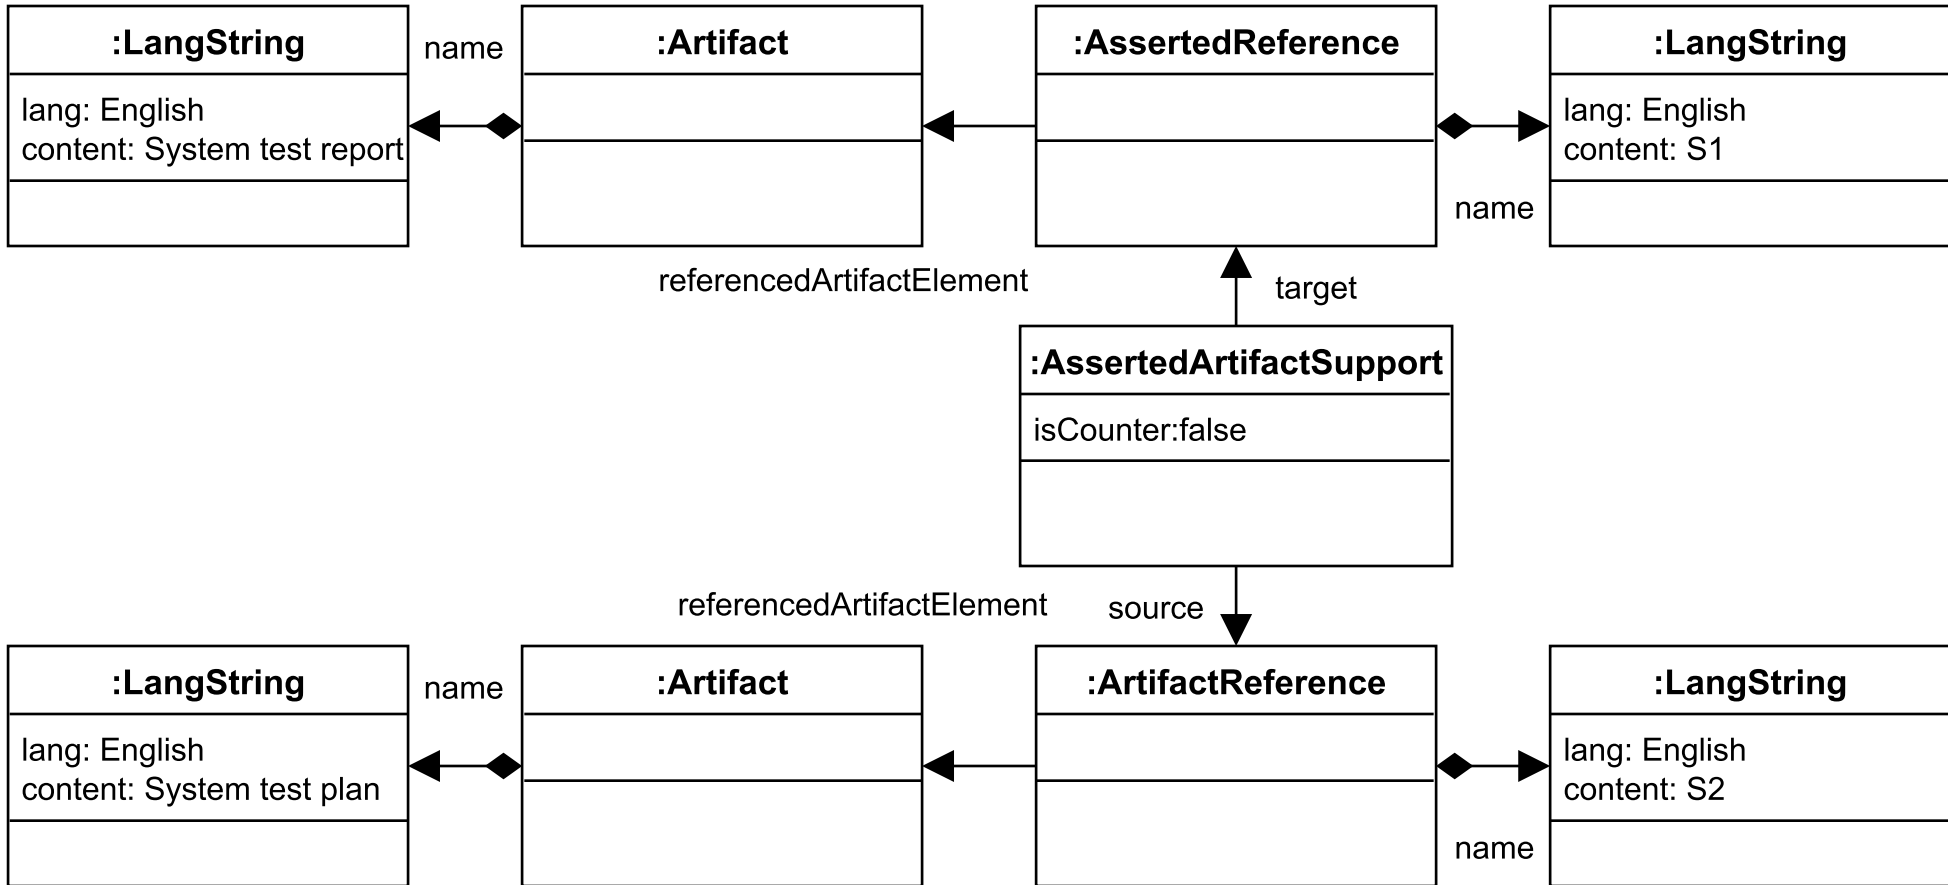 :LangString
name
:Artifact
:AssertedReference
:LangString
lang: English
content: System test report
lang: English
content: S1
name
referencedArtifactElement
target
:AssertedArtifactSupport
isCounter:false
referencedArtifactElement
source
:LangString
name
:Artifact
:ArtifactReference
:LangString
lang: English
content: System test plan
lang: English
content: S2
name